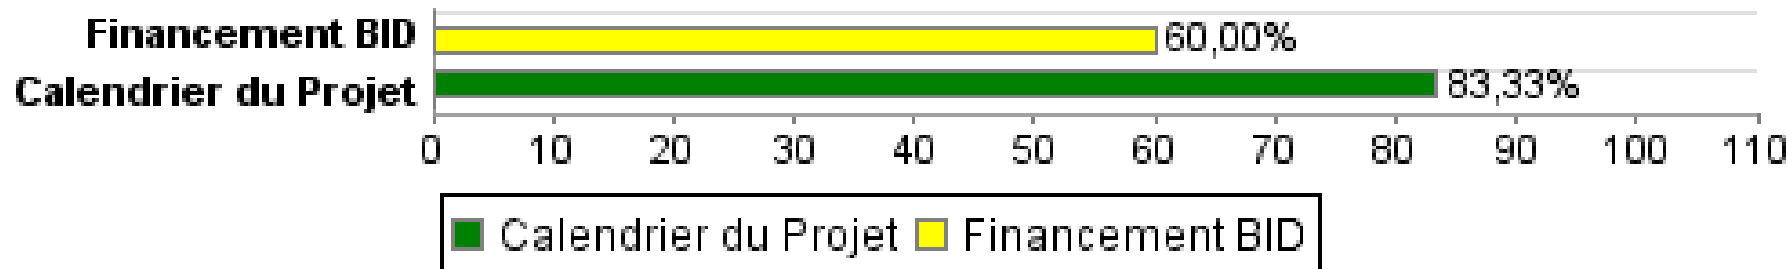 Financement BID 60,00%
Calendrier du Projet 83,33%
0 10 20 30 40 50 60 70 80 90 100 110
Calendrier du Projet Financement BID